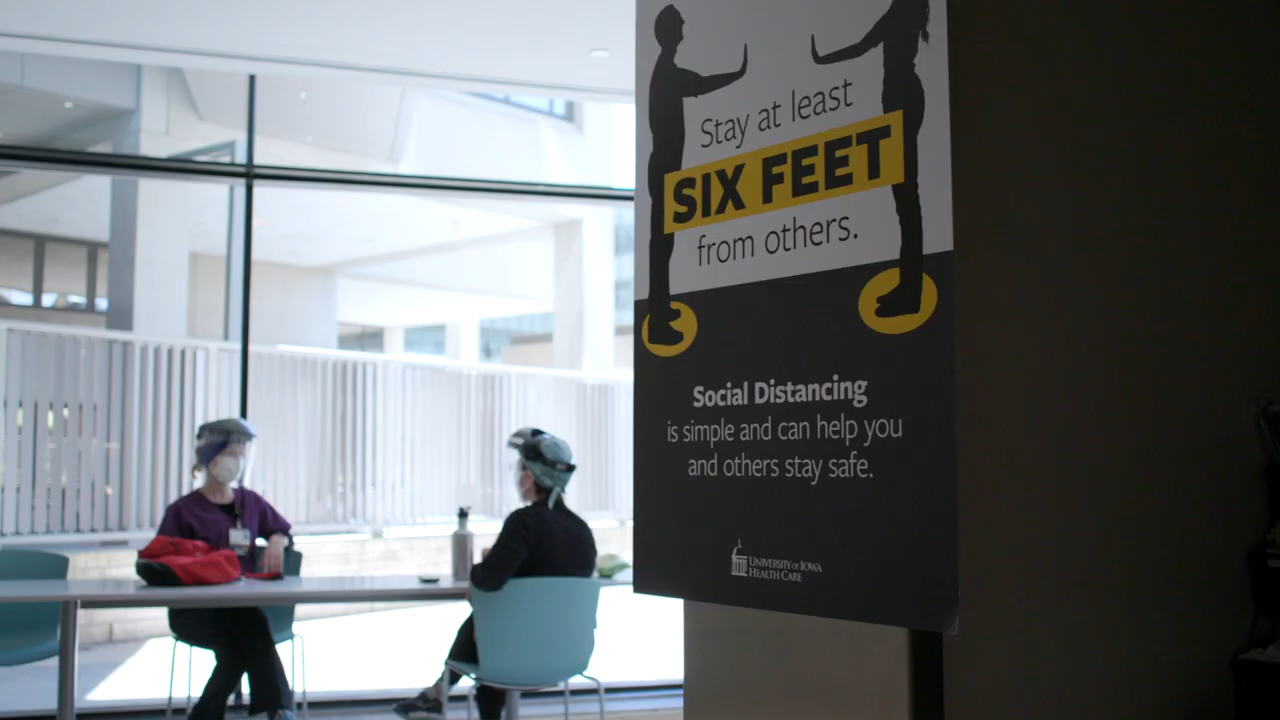 Stay at least
SIX FEET
from others.
Social Distancing
is simple and can help you
and others stay safe.
UNIVERSITY OF IOWA
HEALTH CARE